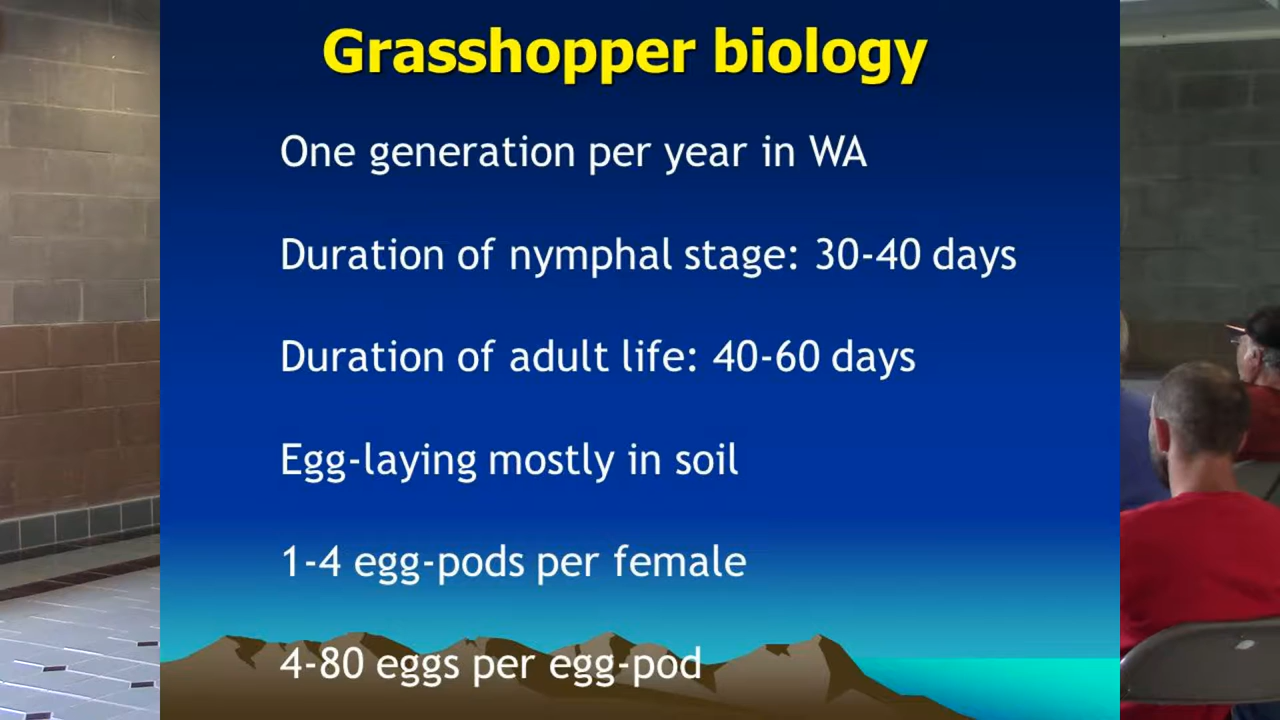 Grasshopper biology
One generation per year in WA
Duration of nymphal stage: 30-40 days
Duration of adult life: 40-60 days
Egg-laying mostly in soil
1-4 egg-pods per female
4-80 eggs per egg-pod